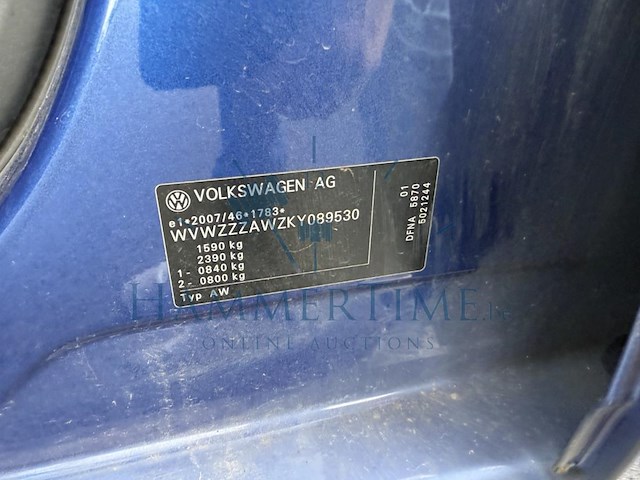 VOLKSWAGEN AG
e1*2007/46*1783*
WVWZZZAWZKY089530
1590 kg
2390 kg
1- 0840 kg
2- 0800 kg
Typ AW
01
DFNA 5870
5021244
HAMMERTIME.be
ONLINE AUCTIONS